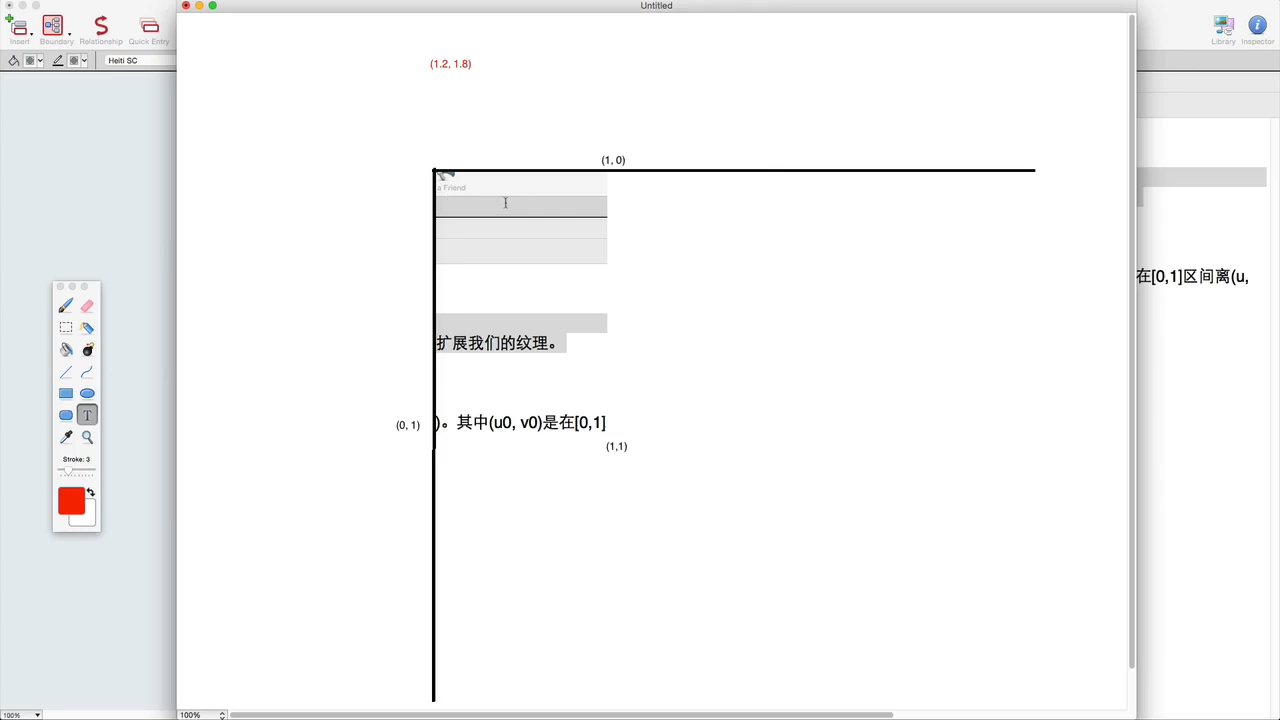 Untitled
Insert
Boundary
Relationship
Quick Entry
Library
Inspector
Heiti SC
(1.2, 1.8)
(1, 0)
a Friend
在[0,1]区间离(u,
扩展我们的纹理。
(0, 1)
)。其中(u0, v0)是在[0,1]
(1,1)
T
Stroke: 3
100%
100%